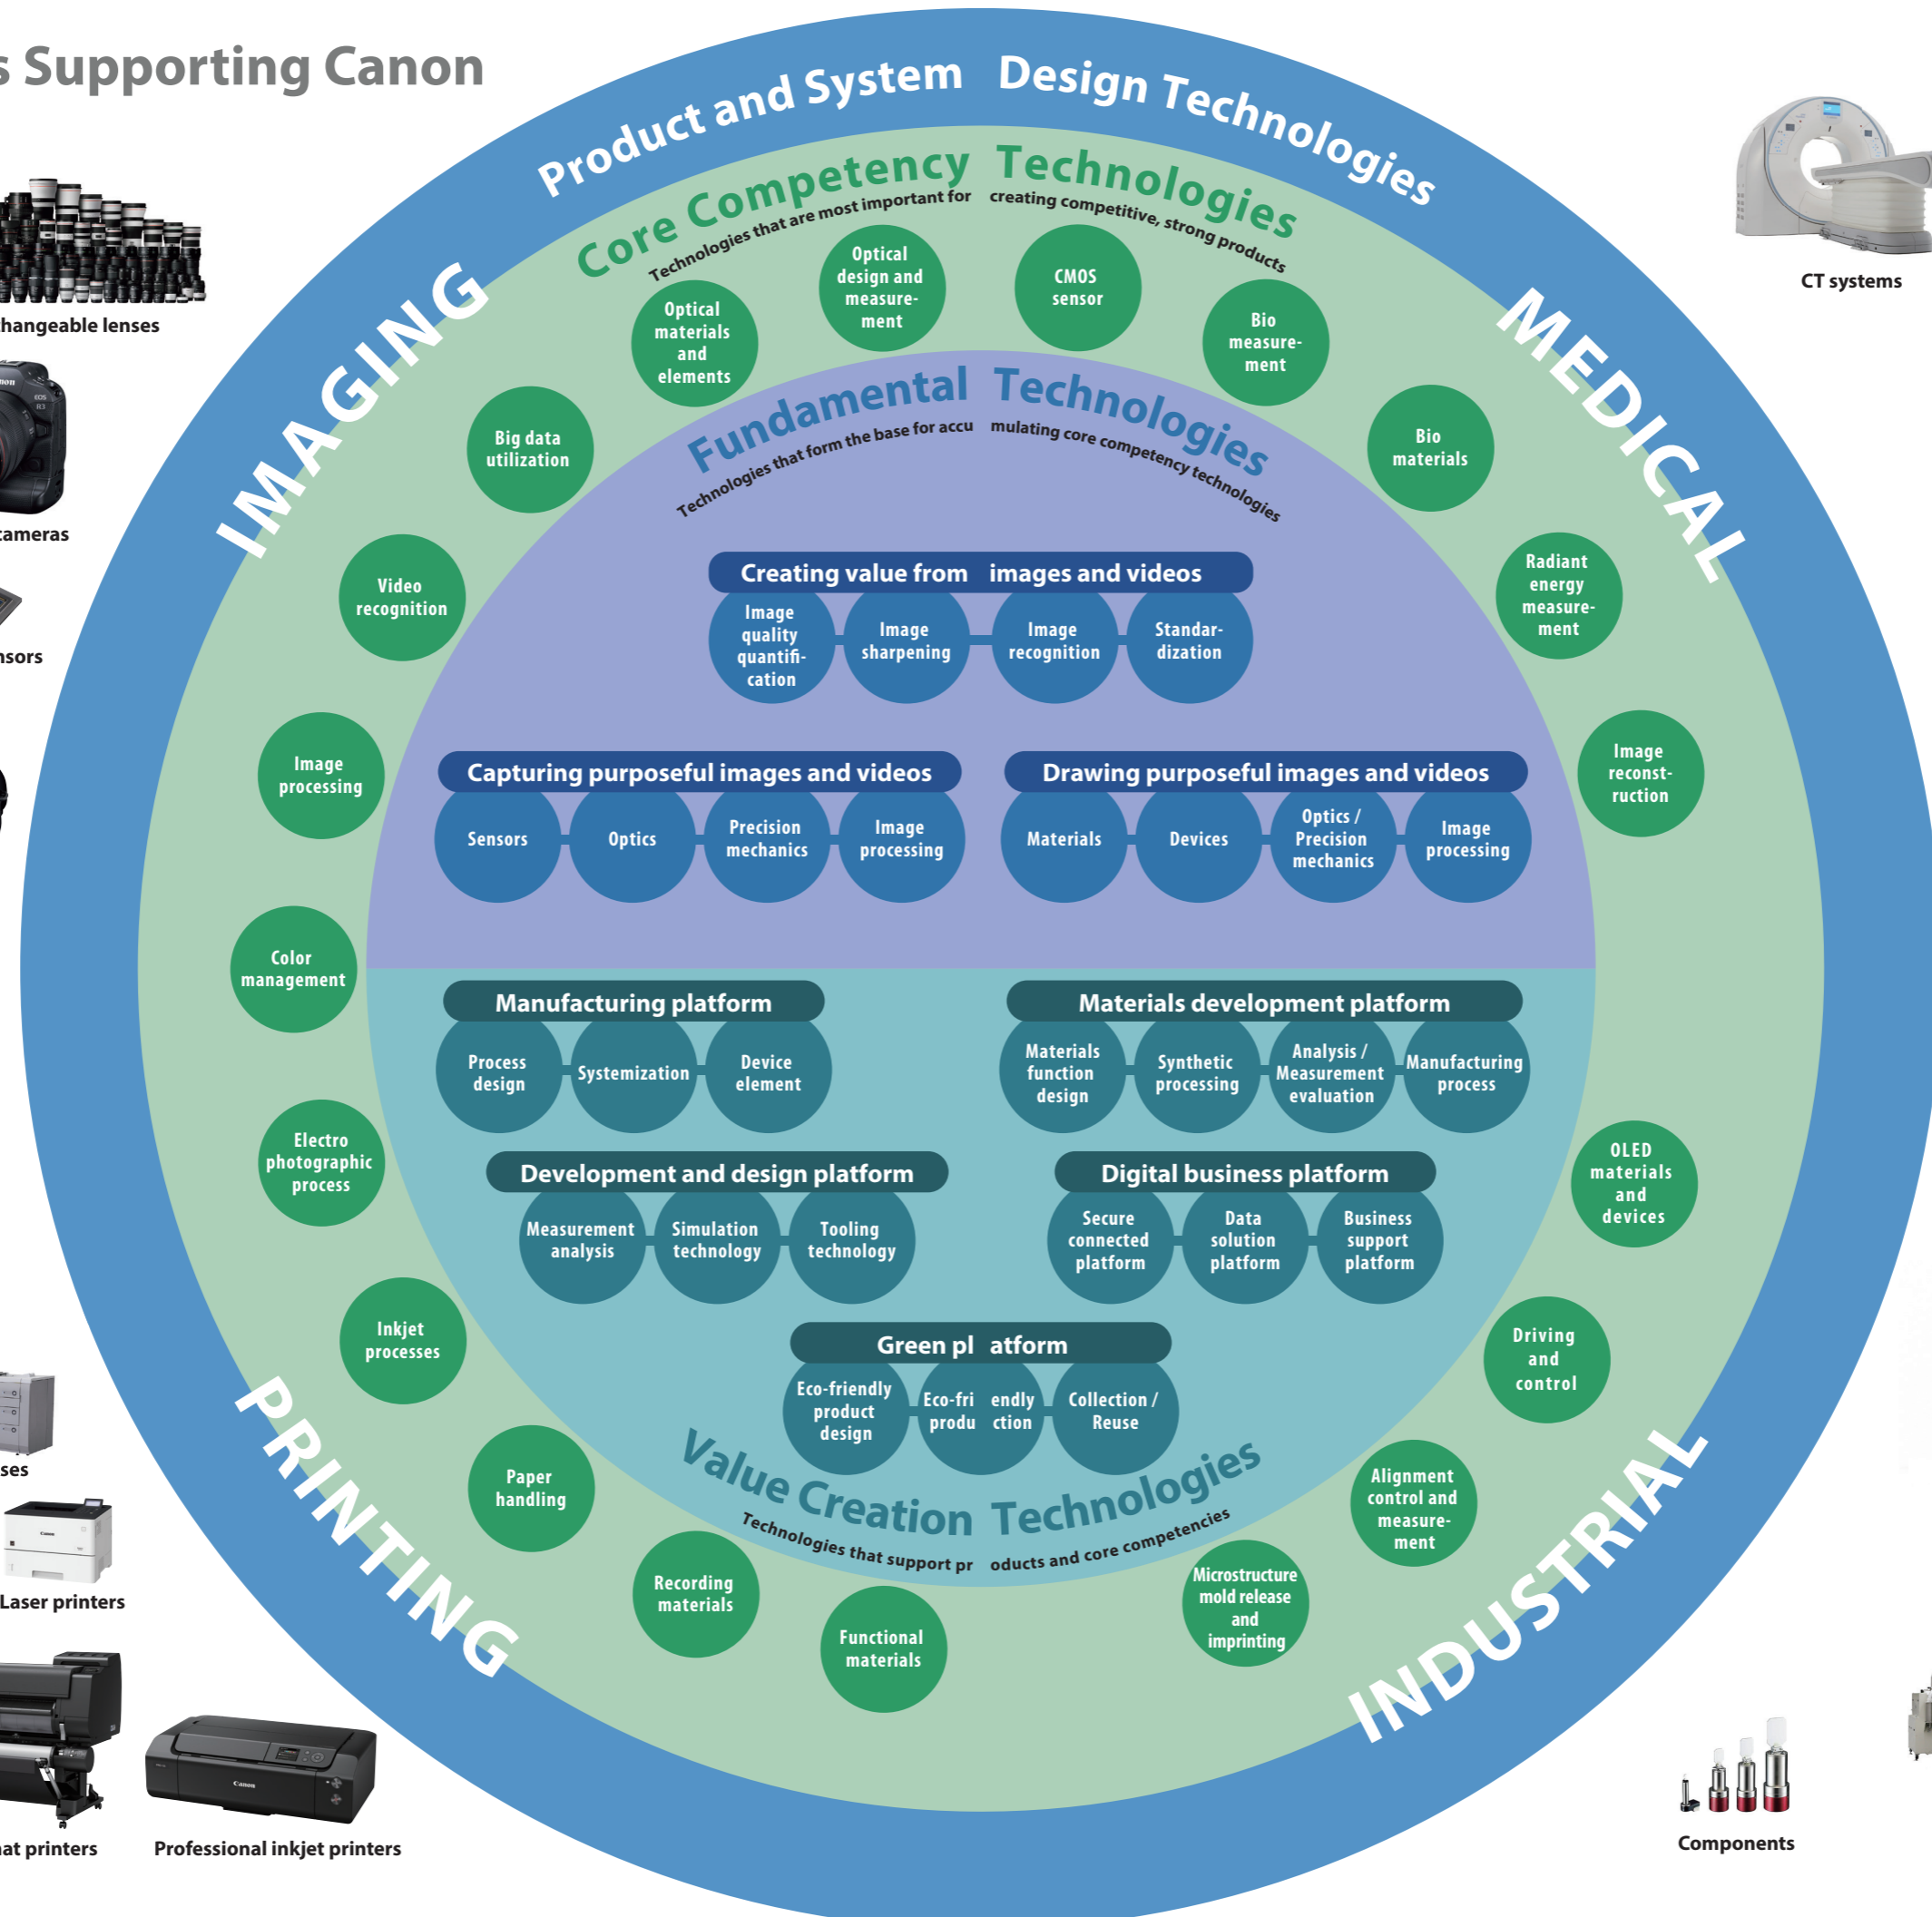 s Supporting Canon
Product and System Design Technologies
Core Competency Technologies
Technologies that are most important for creating competitive, strong products
IMAGING
MEDICAL
PRINTING
INDUSTRIAL
Optical
design and
measure-
ment
CMOS
sensor
Optical
materials
and
elements
Bio
measure-
ment
Big data
utilization
Bio
materials
Video
recognition
Radiant
energy
measure-
ment
Image
processing
Image
reconst-
ruction
Color
management
Electro
photographic
process
OLED
materials
and
devices
Inkjet
processes
Driving
and
control
Paper
handling
Alignment
control and
measure-
ment
Recording
materials
Microstructure
mold release
and
imprinting
Functional
materials
Fundamental Technologies
Technologies that form the base for accu mulating core competency technologies
Creating value from images and videos
Image
quality
quantifi-
cation
Image
sharpening
Image
recognition
Standar-
dization
Capturing purposeful images and videos
Sensors
Optics
Precision
mechanics
Image
processing
Drawing purposeful images and videos
Materials
Devices
Optics /
Precision
mechanics
Image
processing
Manufacturing platform
Process
design
Systemization
Device
element
Materials development platform
Materials
function
design
Synthetic
processing
Analysis /
Measurement
evaluation
Manufacturing
process
Development and design platform
Measurement
analysis
Simulation
technology
Tooling
technology
Digital business platform
Secure
connected
platform
Data
solution
platform
Business
support
platform
Green pl atform
Eco-friendly
product
design
Eco-fri endly
produ ction
Collection /
Reuse
Value Creation Technologies
Technologies that support pr oducts and core competencies
changeable lenses
EOS
R3
cameras
nsors
ses
Canon
Laser printers
at printers
Canon
Professional inkjet printers
CT systems
Components